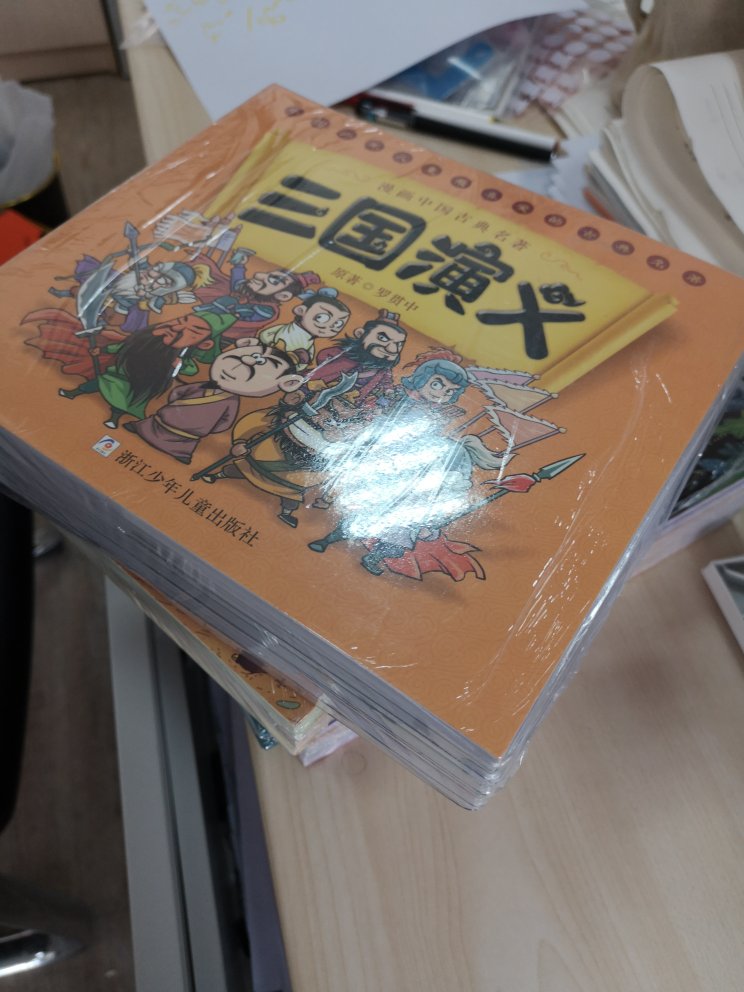 漫画中国古典名著
三国演义
原著◎罗贯中
浙江少年儿童出版社